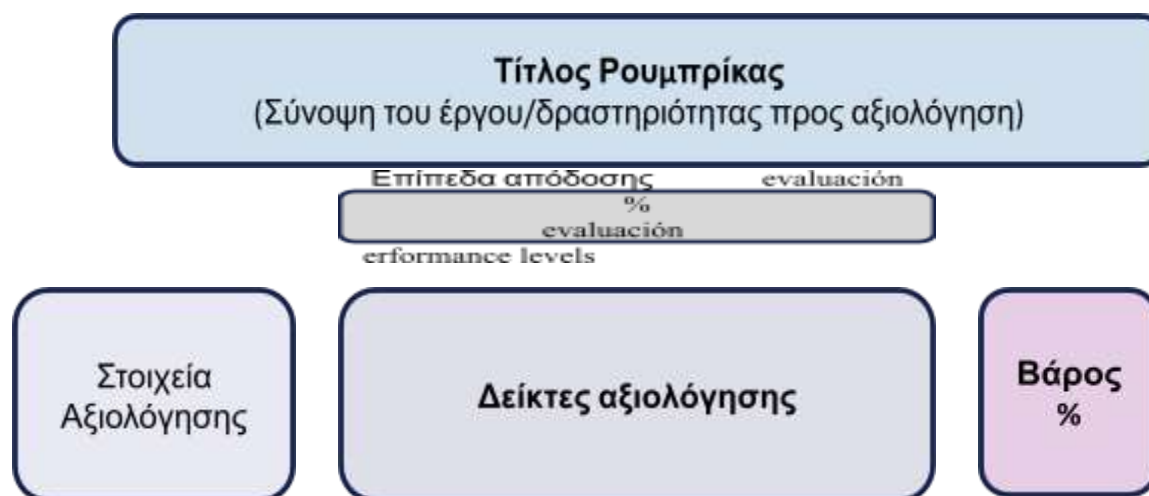 Τίτλος Ρουμπρίκας
(Σύνοψη του έργου/δραστηριότητας προς αξιολόγηση)
Επίπεδα απόδοσης evaluación
%
evaluación
erformance levels
Στοιχεία
Αξιολόγησης
Δείκτες αξιολόγησης
Βάρος
%